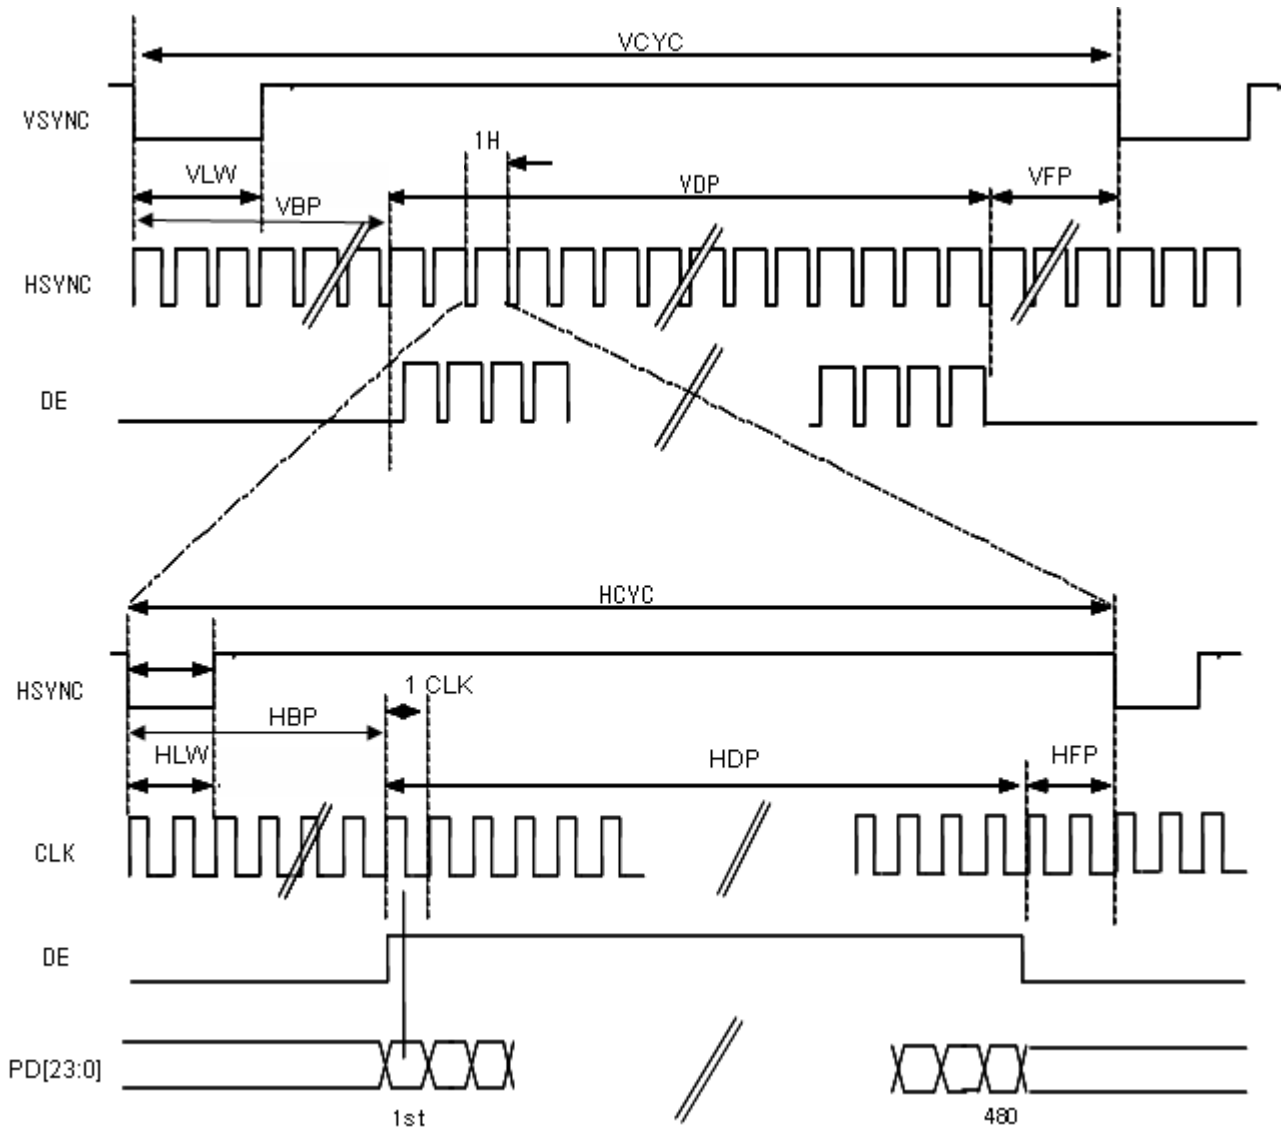 VCYC
VSYNC
1H
VLW
VDP
VFP
VBP
HSYNC
DE
HCYC
HSYNC
1 CLK
HBP
HLW
HDP
HFP
CLK
DE
PD[23:0]
1st
480